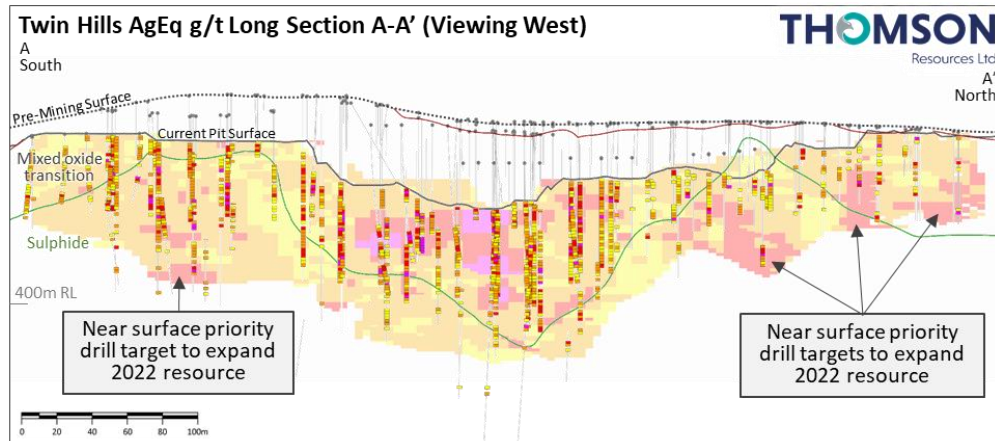 Twin Hills AgEq g/t Long Section A-A' (Viewing West)
THOMSON
Resources Ltd
A
South
A'
North
Pre-Mining Surface
Current Pit Surface
Mixed oxide
transition
Sulphide
400m RL
Near surface priority
drill target to expand
2022 resource
Near surface priority
drill targets to expand
2022 resource
0 20 40 60 80 100m